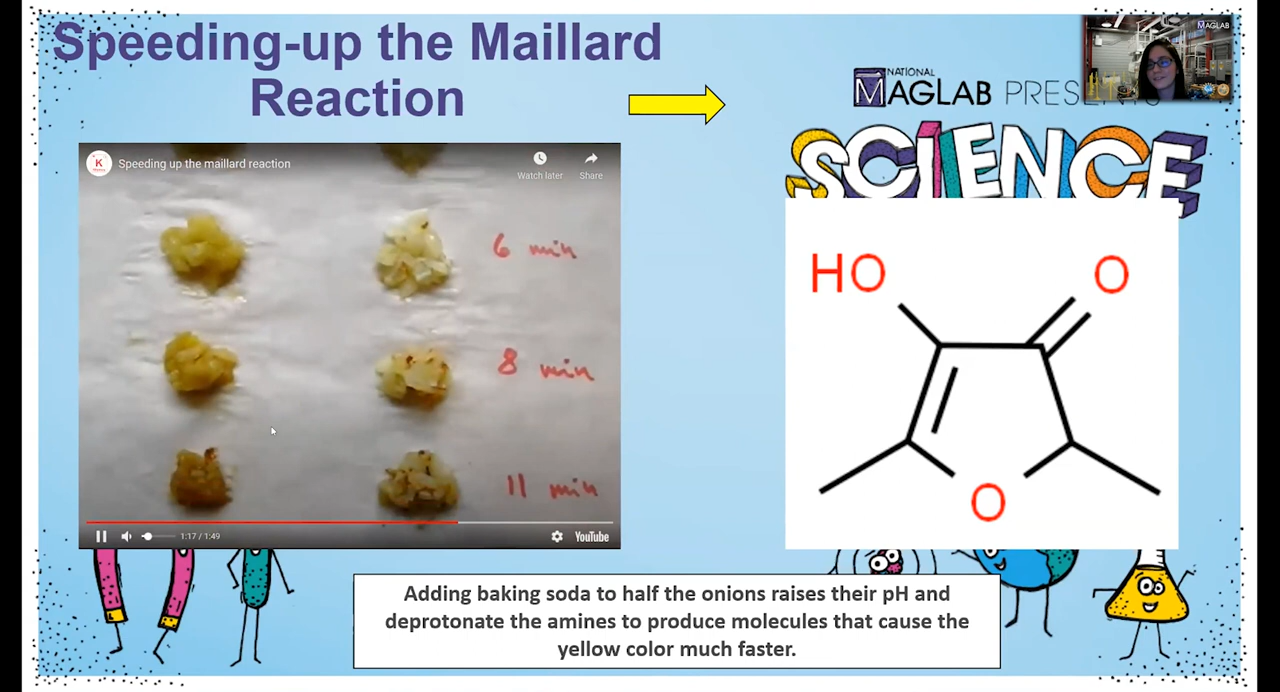 Speeding-up the Maillard
Reaction
MAGLAB
NATIONAL
MAGLAB PRESENTS
SCIENCE
K
Speeding up the maillard reaction
Watch later
Share
6 min
8 min
11 min
1:17 / 1:49
YouTube
HO
O
O
Adding baking soda to half the onions raises their pH and
deprotonate the amines to produce molecules that cause the
yellow color much faster.